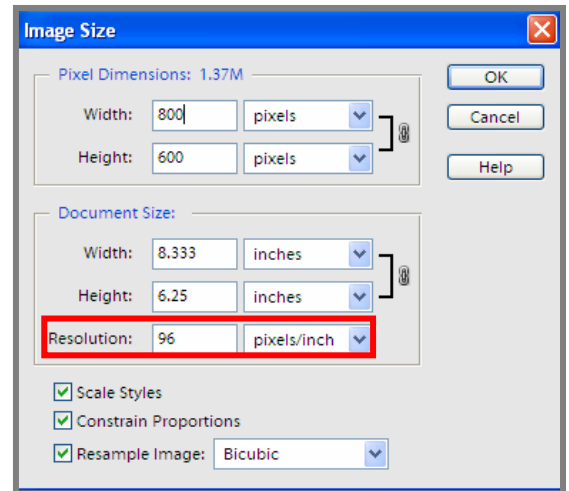 Image Size
Pixel Dimensions: 1.37M
OK
Width: 800 pixels
Cancel
Height: 600 pixels
Help
Document Size:
Width: 8.333 inches
Height: 6.25 inches
Resolution: 96 pixels/inch
Scale Styles
Constrain Proportions
Resample Image: Bicubic